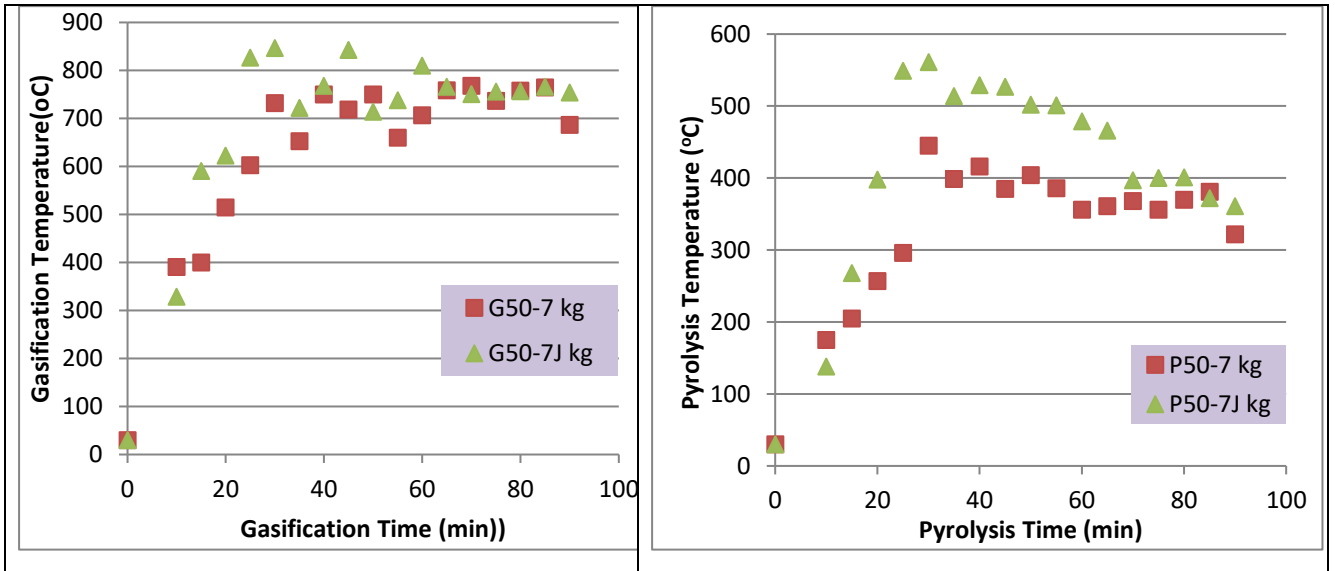 Gasification Temperature(oC)
900
800
700
600
500
400
300
200
100
0
0 20 40 60 80 100
Gasification Time (min))
G50-7 kg
G50-7J kg
Pyrolysis Temperature (ºC)
600
500
400
300
200
100
0
0 20 40 60 80 100
Pyrolysis Time (min)
P50-7 kg
P50-7J kg